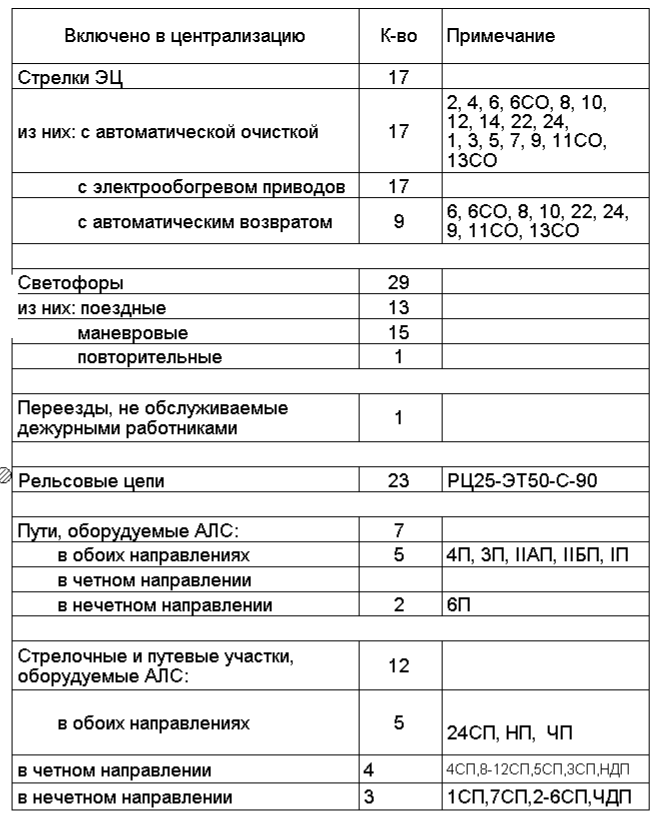 Включено в централизацию К-во Примечание
Стрелки ЭЦ 17
из них: с автоматической очисткой 17 2, 4, 6, 6СО, 8, 10,
12, 14, 22, 24,
1, 3, 5, 7, 9, 11СО,
13СО
с электрообогревом приводов 17
с автоматическим возвратом 9 6, 6СО, 8, 10, 22, 24,
9, 11СО, 13СО
Светофоры 29
из них: поездные 13
маневровые 15
повторительные 1
Переезды, не обслуживаемые
дежурными работниками 1
Рельсовые цепи 23 РЦ25-ЭТ50-С-90
Пути, оборудуемые АЛС: 7
в обоих направлениях 5 4П, 3П, IIАП, IIБП, IП
в четном направлении
в нечетном направлении 2 6П
Стрелочные и путевые участки,
оборудуемые АЛС: 12
в обоих направлениях 5 24СП, НП, ЧП
в четном направлении 4 4СП,8-12СП,5СП,3СП,НДП
в нечетном направлении 3 1СП,7СП,2-6СП,ЧДП